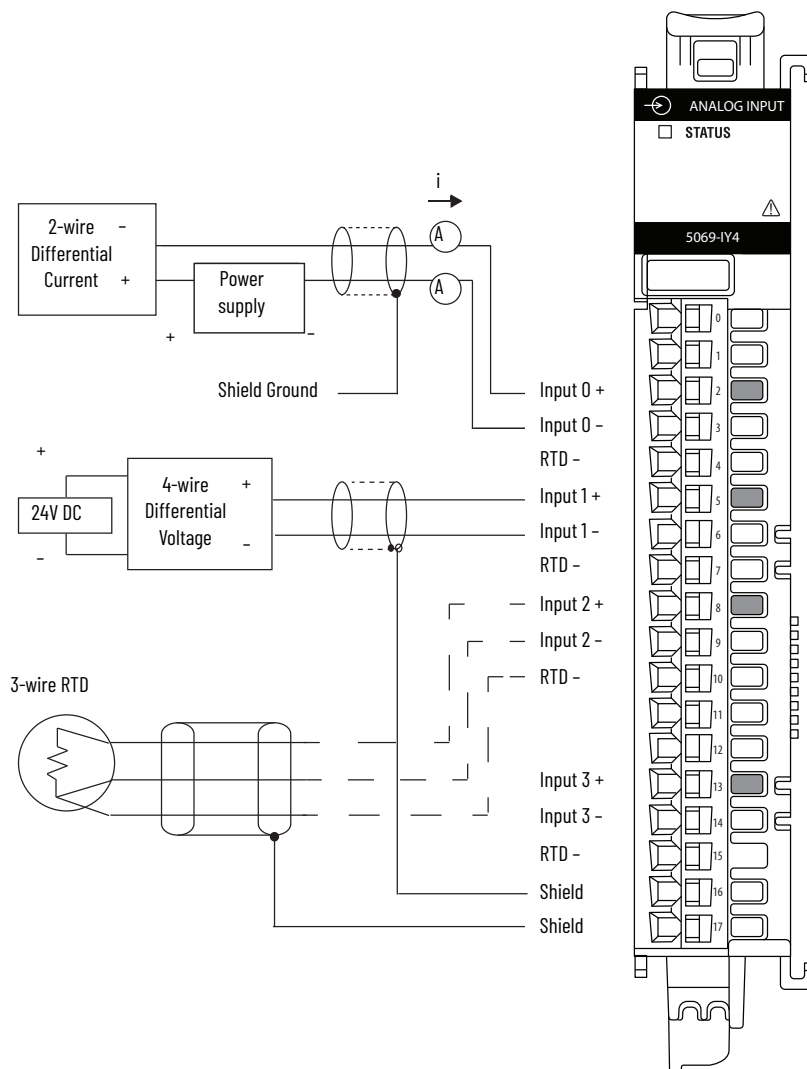 ANALOG INPUT
STATUS
5069-IY4
i
2-wire
Differential
Current
-
+
Power
supply
+
-
A
A
Shield Ground
Input 0 +
Input 0 -
RTD -
+
24V DC
-
4-wire
Differential
Voltage
+
-
Input 1 +
Input 1 -
RTD -
Input 2 +
Input 2 -
RTD -
3-wire RTD
Input 3 +
Input 3 -
RTD -
Shield
Shield
0
1
2
3
4
5
6
7
8
9
10
11
12
13
14
15
16
17